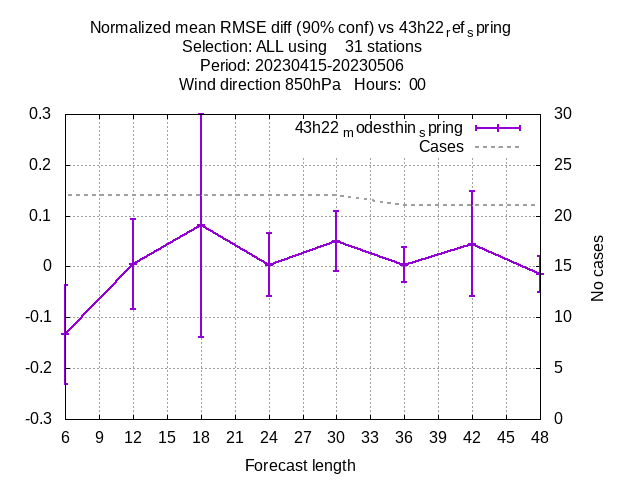 Normalized mean RMSE diff (90% conf) vs 43h22refspring
Selection: ALL using 31 stations
Period: 20230415-20230506
Wind direction 850hPa Hours: 00
43h22modesthinspring
Cases
0.3
0.2
0.1
0
-0.1
-0.2
-0.3
30
25
20
15
10
5
0
No cases
6 9 12 15 18 21 24 27 30 33 36 39 42 45 48
Forecast length